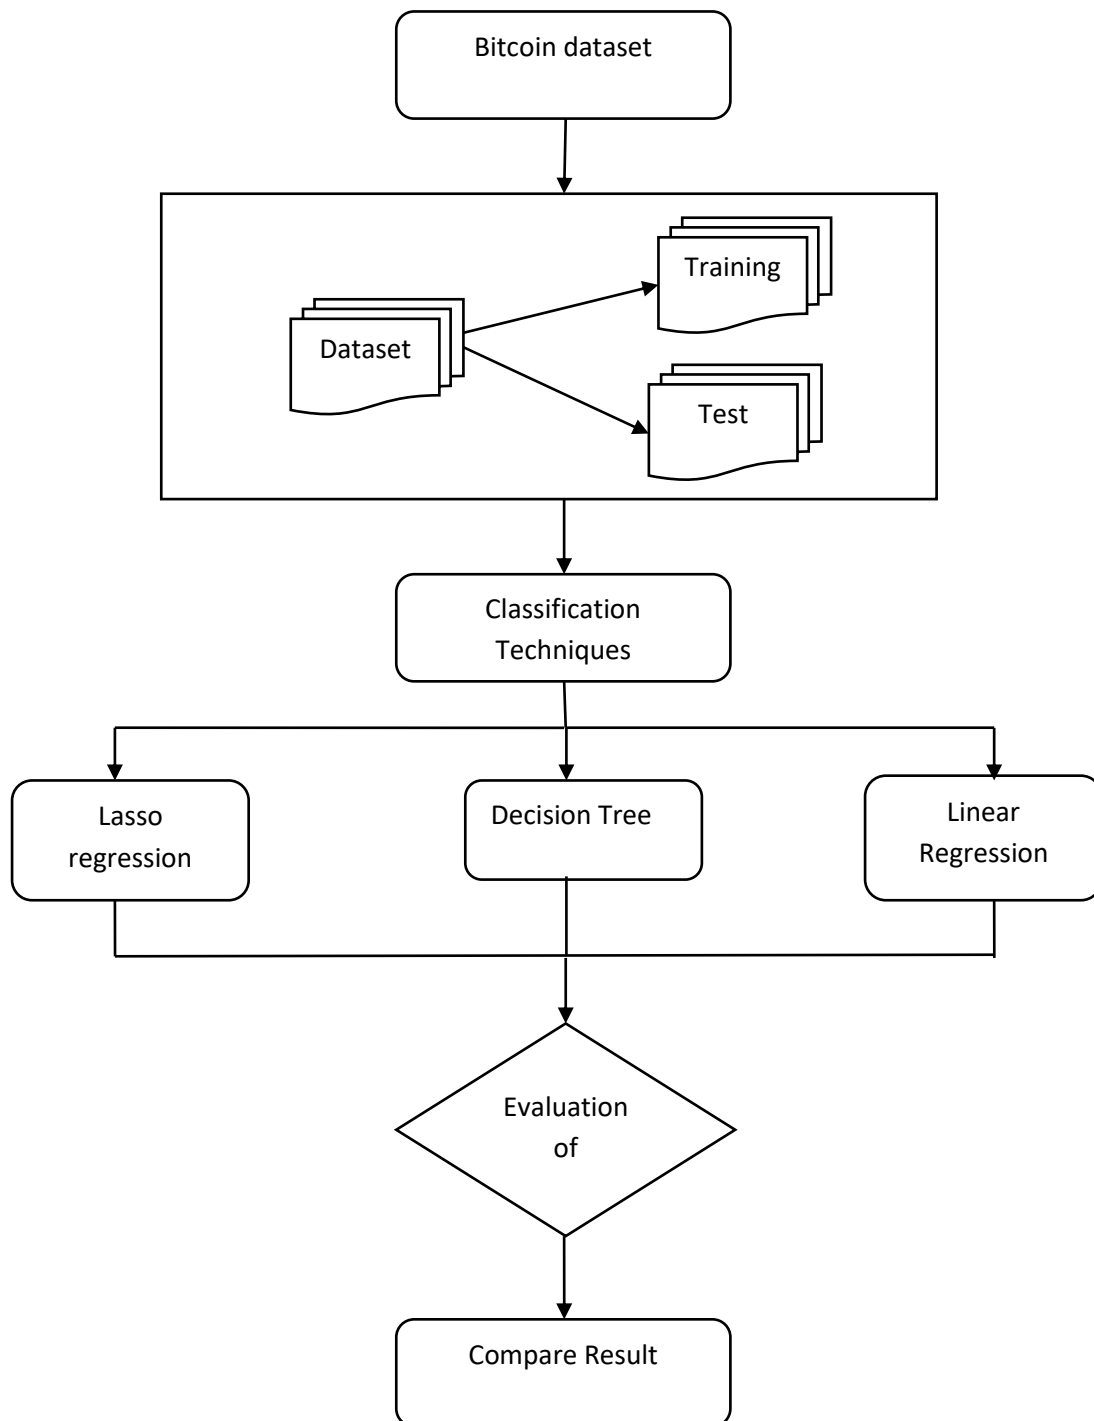 Bitcoin dataset
Training
Dataset
Test
Classification
Techniques
Lasso
regression
Decision Tree
Linear
Regression
Evaluation
of
Compare Result